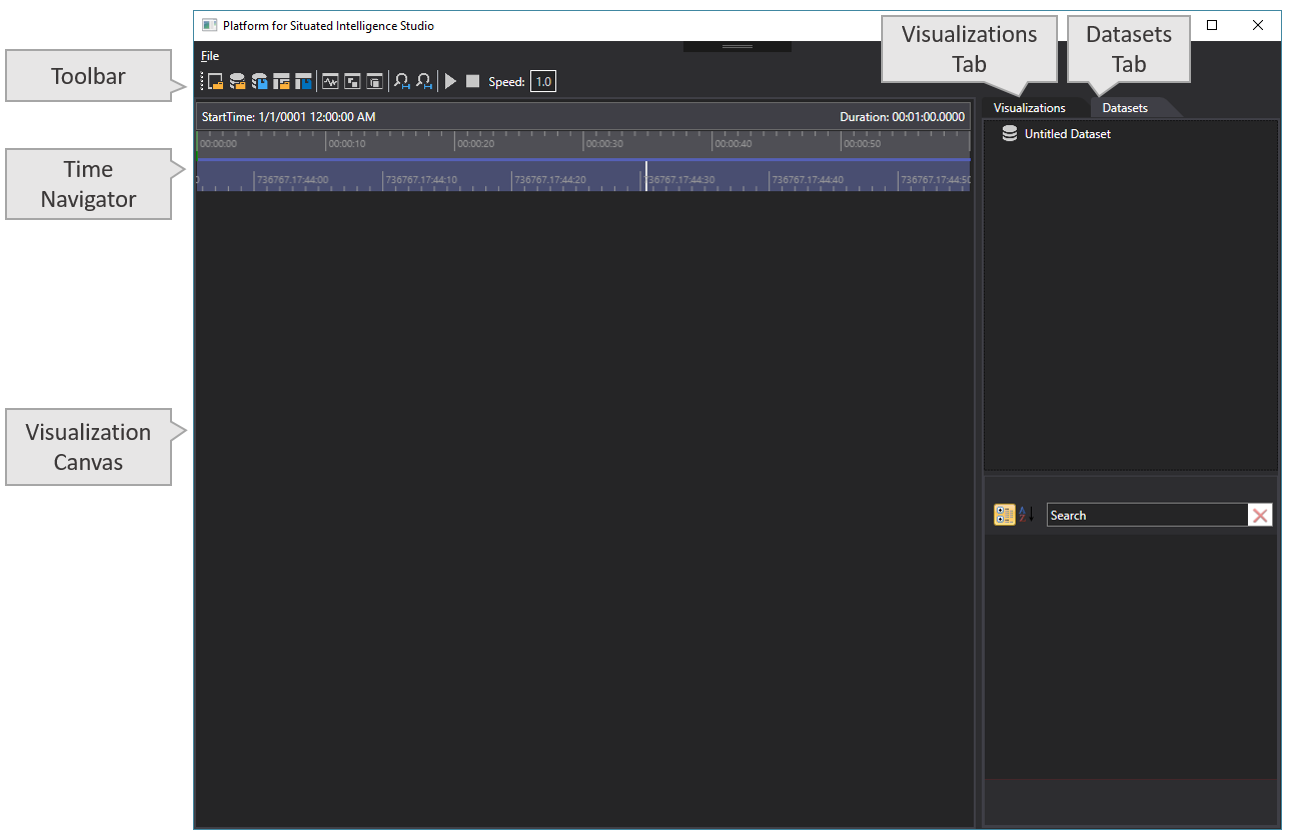 Platform for Situated Intelligence Studio
Visualizations
Tab
Datasets
Tab
File
Toolbar
Speed: 1.0
Visualizations
Datasets
StartTime: 1/1/0001 12:00:00 AM
Duration: 00:01:00.0000
Untitled Dataset
00:00:00 00:00:10 00:00:20 00:00:30 00:00:40 00:00:50
Time
Navigator
0 736767.17:44:00 736767.17:44:10 736767.17:44:20 736767.17:44:30 736767.17:44:40 736767.17:44:50
Visualization
Canvas
Search